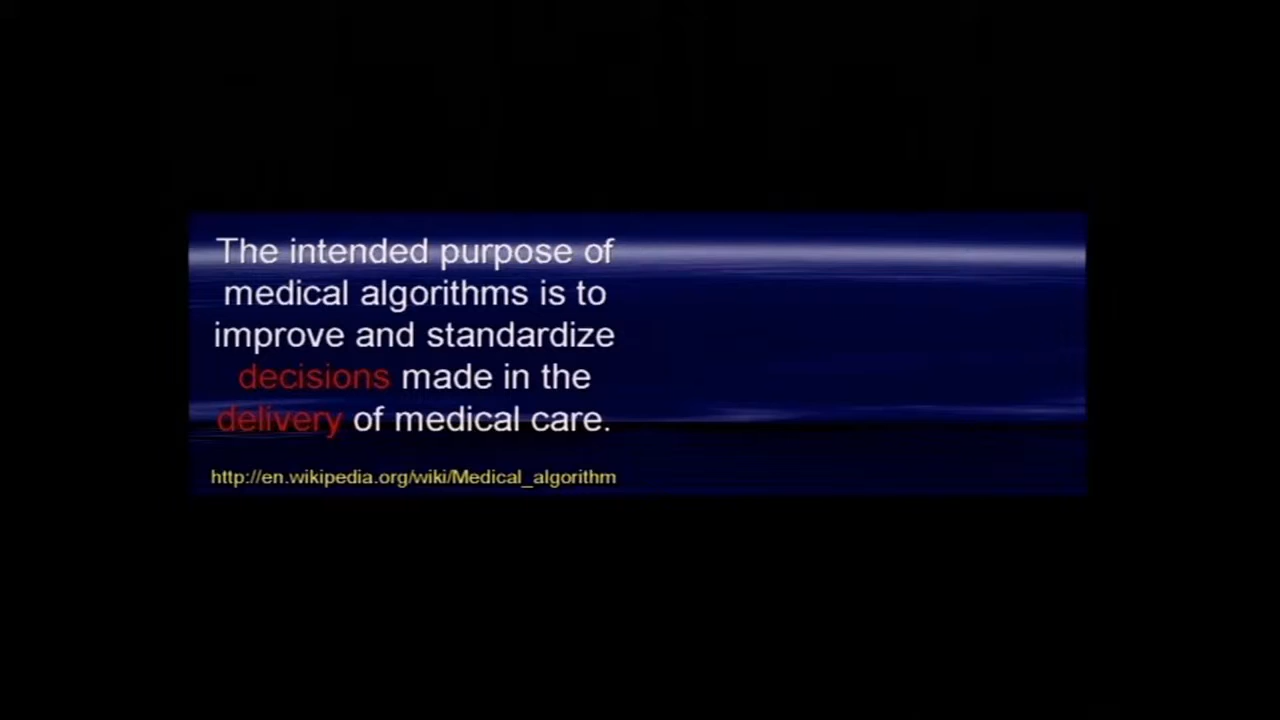 The intended purpose of
medical algorithms is to
improve and standardize
decisions made in the
delivery of medical care.
http://en.wikipedia.org/wiki/Medical_algorithm